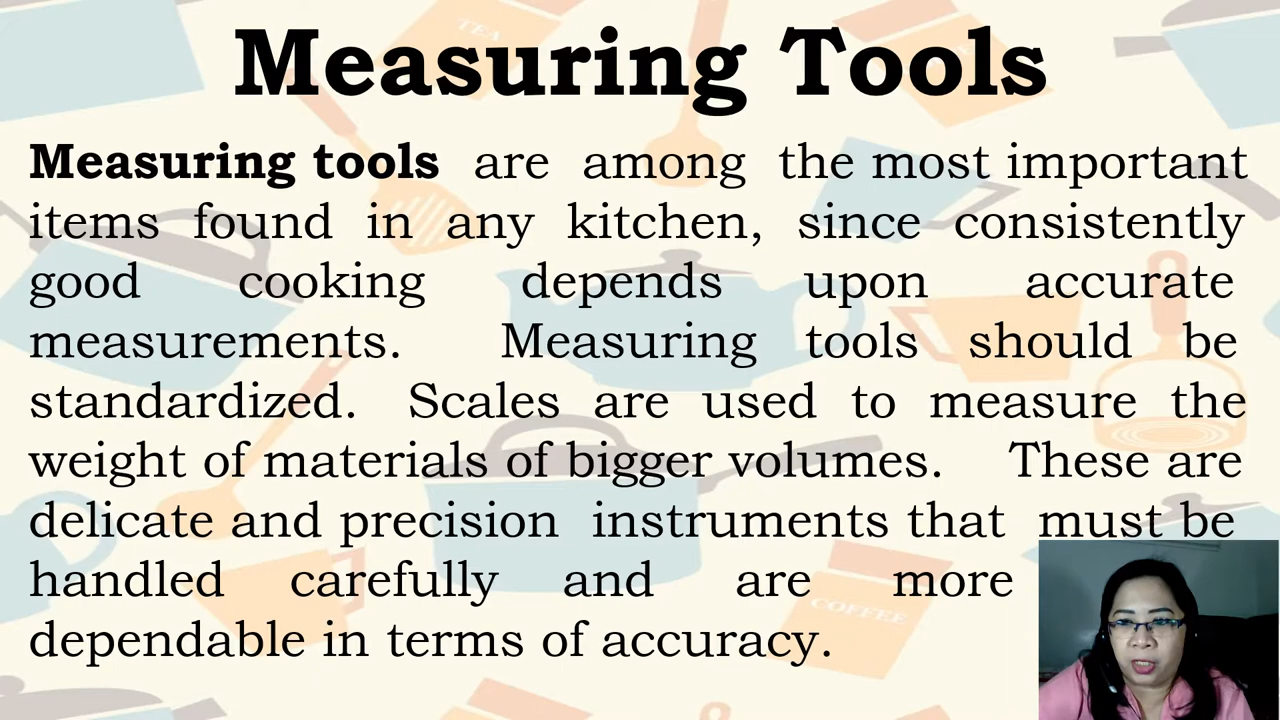 TEA
Measuring Tools
Measuring tools are among the most important
items found in any kitchen, since consistently
good cooking depends upon accurate
measurements. Measuring tools should be
standardized. Scales are used to measure the
weight of materials of bigger volumes. These are
delicate and precision instruments that must be
handled carefully and are more
dependable in terms of accuracy.
COFFEE